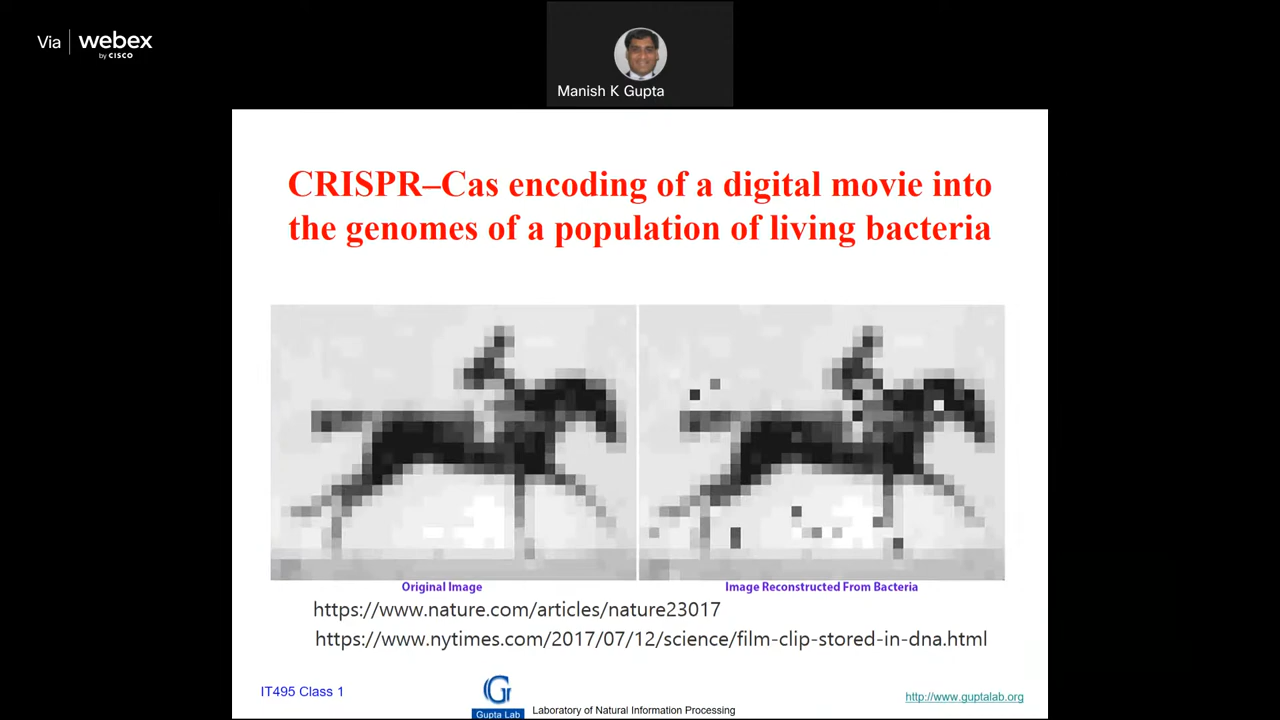 Via
webex
by CISCO
Manish K Gupta
CRISPR–Cas encoding of a digital movie into
the genomes of a population of living bacteria
Original Image
Image Reconstructed From Bacteria
https://www.nature.com/articles/nature23017
https://www.nytimes.com/2017/07/12/science/film-clip-stored-in-dna.html
IT495 Class 1
G
Gupta Lab
Laboratory of Natural Information Processing
http://www.guptalab.org